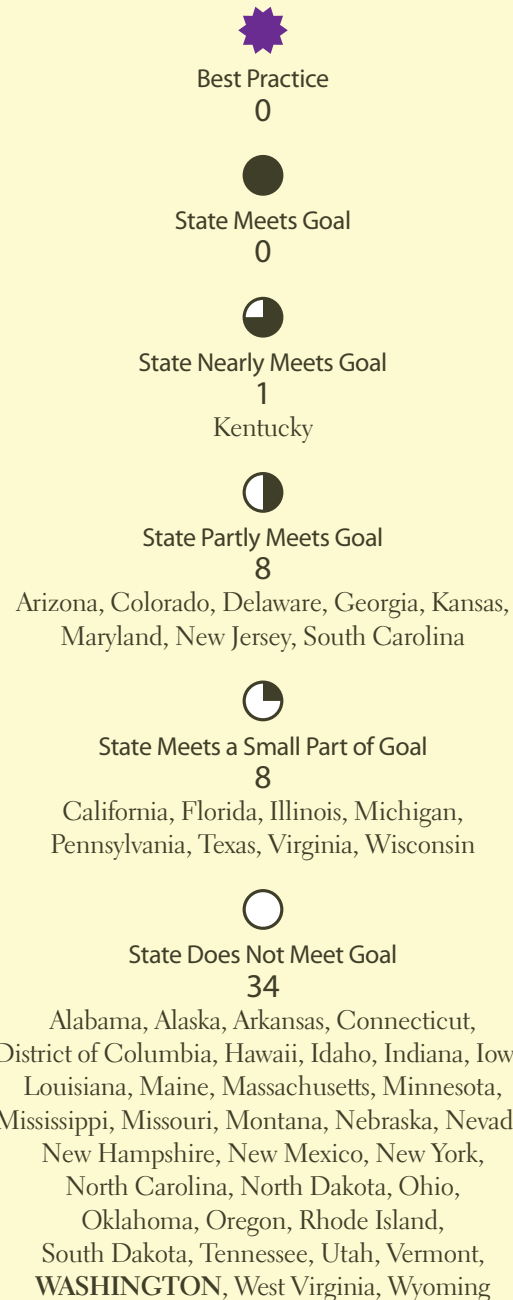 Best Practice
0
State Meets Goal
0
State Nearly Meets Goal
1
Kentucky
State Partly Meets Goal
8
Arizona, Colorado, Delaware, Georgia, Kansas,
Maryland, New Jersey, South Carolina
State Meets a Small Part of Goal
8
California, Florida, Illinois, Michigan,
Pennsylvania, Texas, Virginia, Wisconsin
State Does Not Meet Goal
34
Alabama, Alaska, Arkansas, Connecticut,
District of Columbia, Hawaii, Idaho, Indiana, Iow
Louisiana, Maine, Massachusetts, Minnesota,
Mississippi, Missouri, Montana, Nebraska, Nevad
New Hampshire, New Mexico, New York,
North Carolina, North Dakota, Ohio,
Oklahoma, Oregon, Rhode Island,
South Dakota, Tennessee, Utah, Vermont,
WASHINGTON, West Virginia, Wyoming